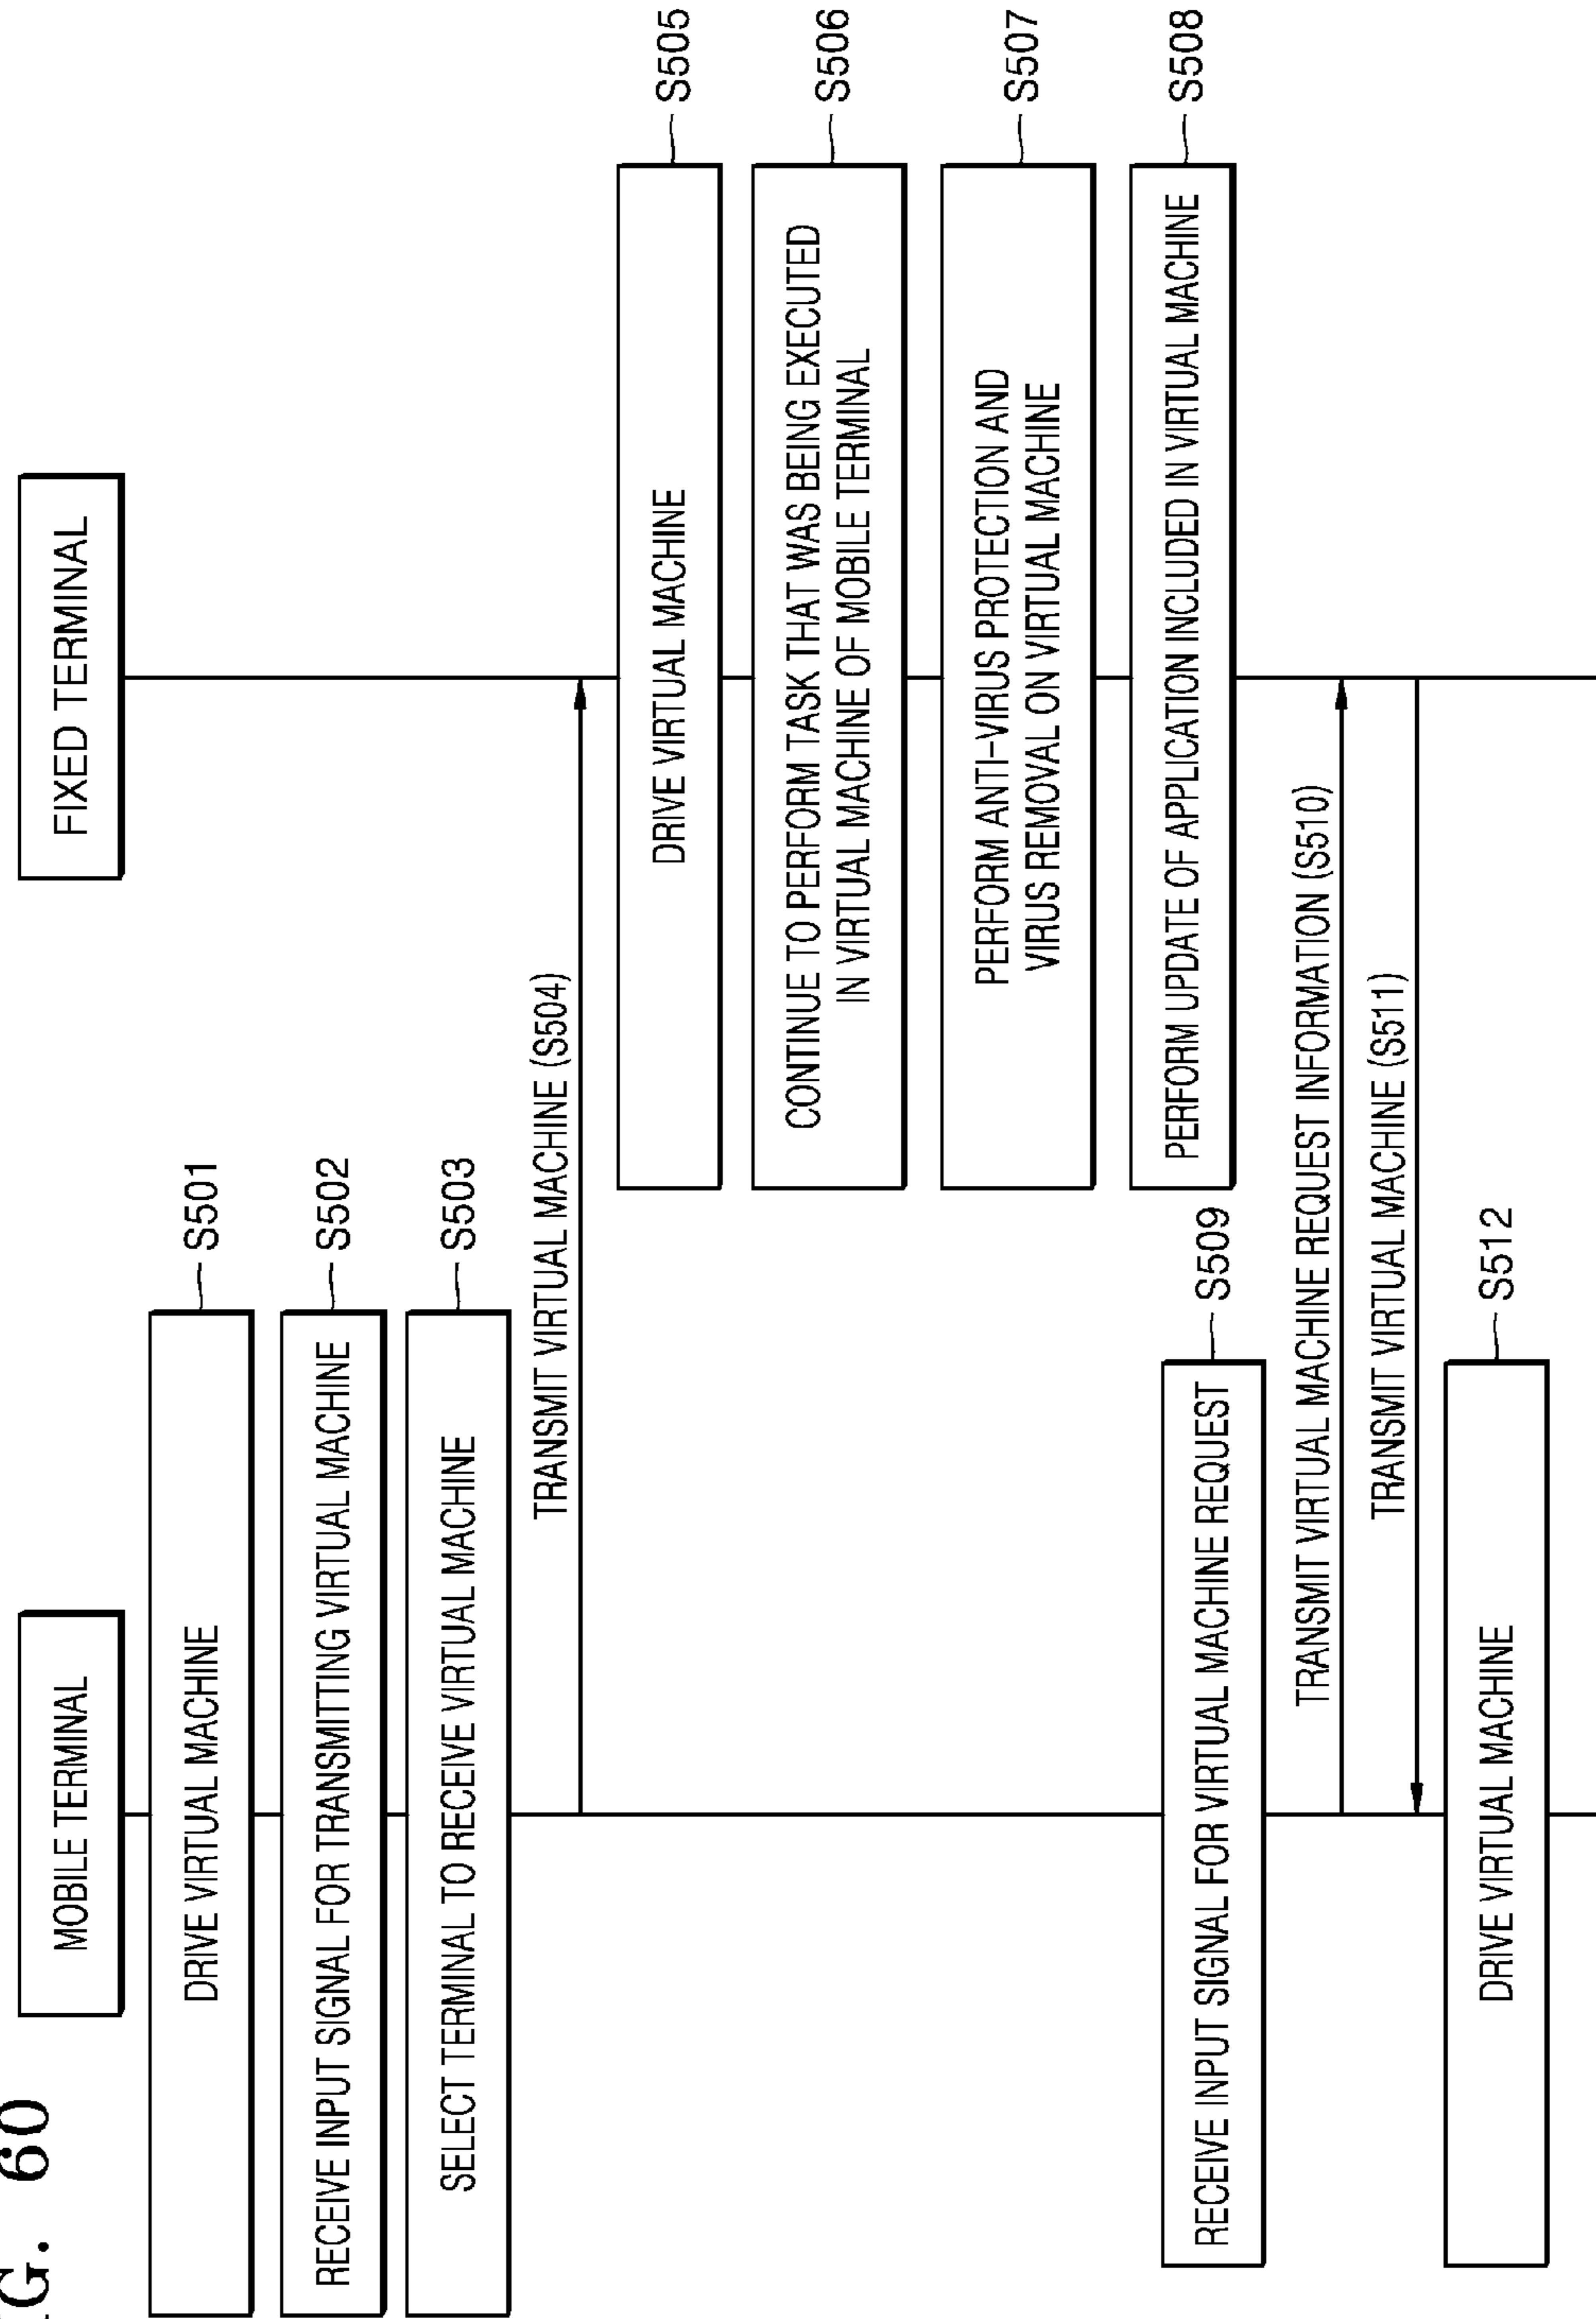 G. 60
MOBILE TERMINAL
FIXED TERMINAL
DRIVE VIRTUAL MACHINE
S501
RECEIVE INPUT SIGNAL FOR TRANSMITTING VIRTUAL MACHINE
S502
SELECT TERMINAL TO RECEIVE VIRTUAL MACHINE
S503
TRANSMIT VIRTUAL MACHINE (S504)
DRIVE VIRTUAL MACHINE
S505
CONTINUE TO PERFORM TASK THAT WAS BEING EXECUTED
IN VIRTUAL MACHINE OF MOBILE TERMINAL
S506
PERFORM ANTI-VIRUS PROTECTION AND
VIRUS REMOVAL ON VIRTUAL MACHINE
S507
PERFORM UPDATE OF APPLICATION INCLUDED IN VIRTUAL MACHINE
S508
RECEIVE INPUT SIGNAL FOR VIRTUAL MACHINE REQUEST
S509
TRANSMIT VIRTUAL MACHINE REQUEST INFORMATION (S510)
TRANSMIT VIRTUAL MACHINE (S511)
DRIVE VIRTUAL MACHINE
S512